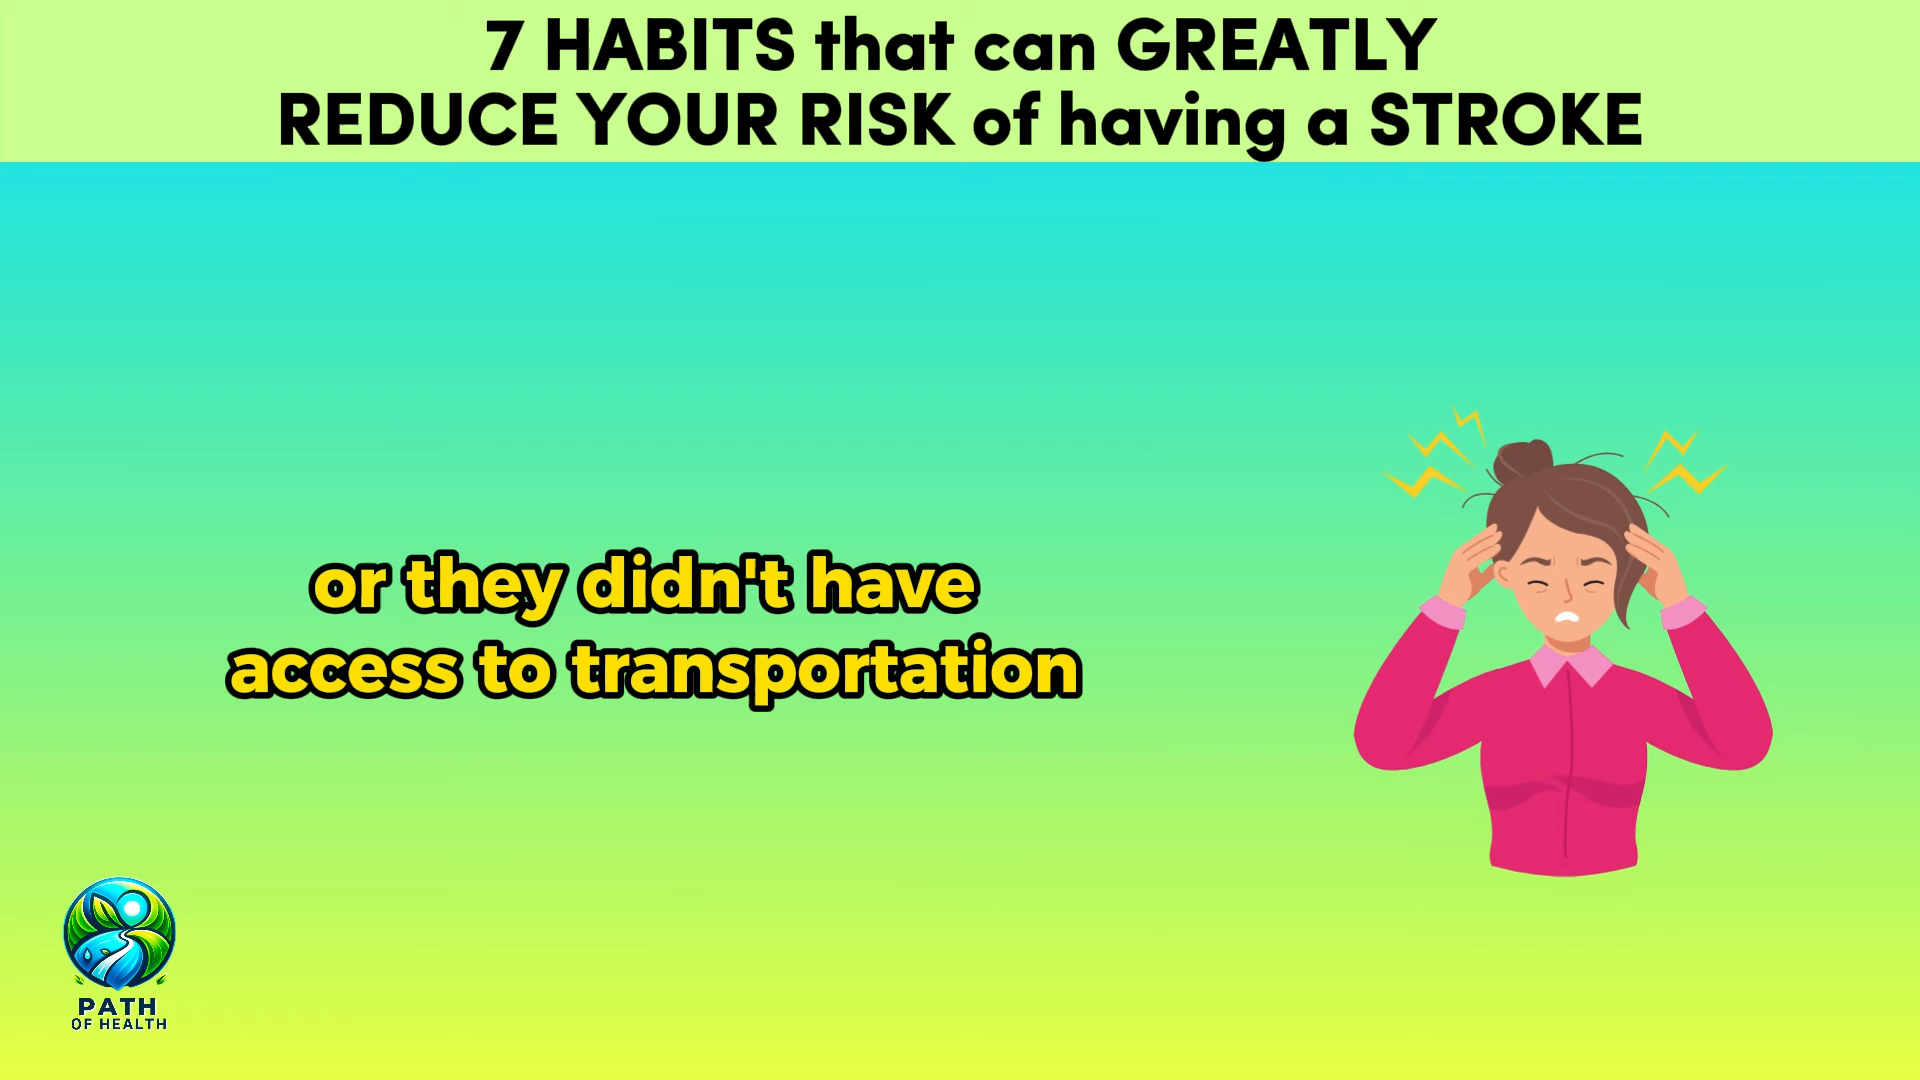 7 HABITS that can GREATLY
REDUCE YOUR RISK of having a STROKE
or they didn't have
access to transportation
PATH
OF HEALTH